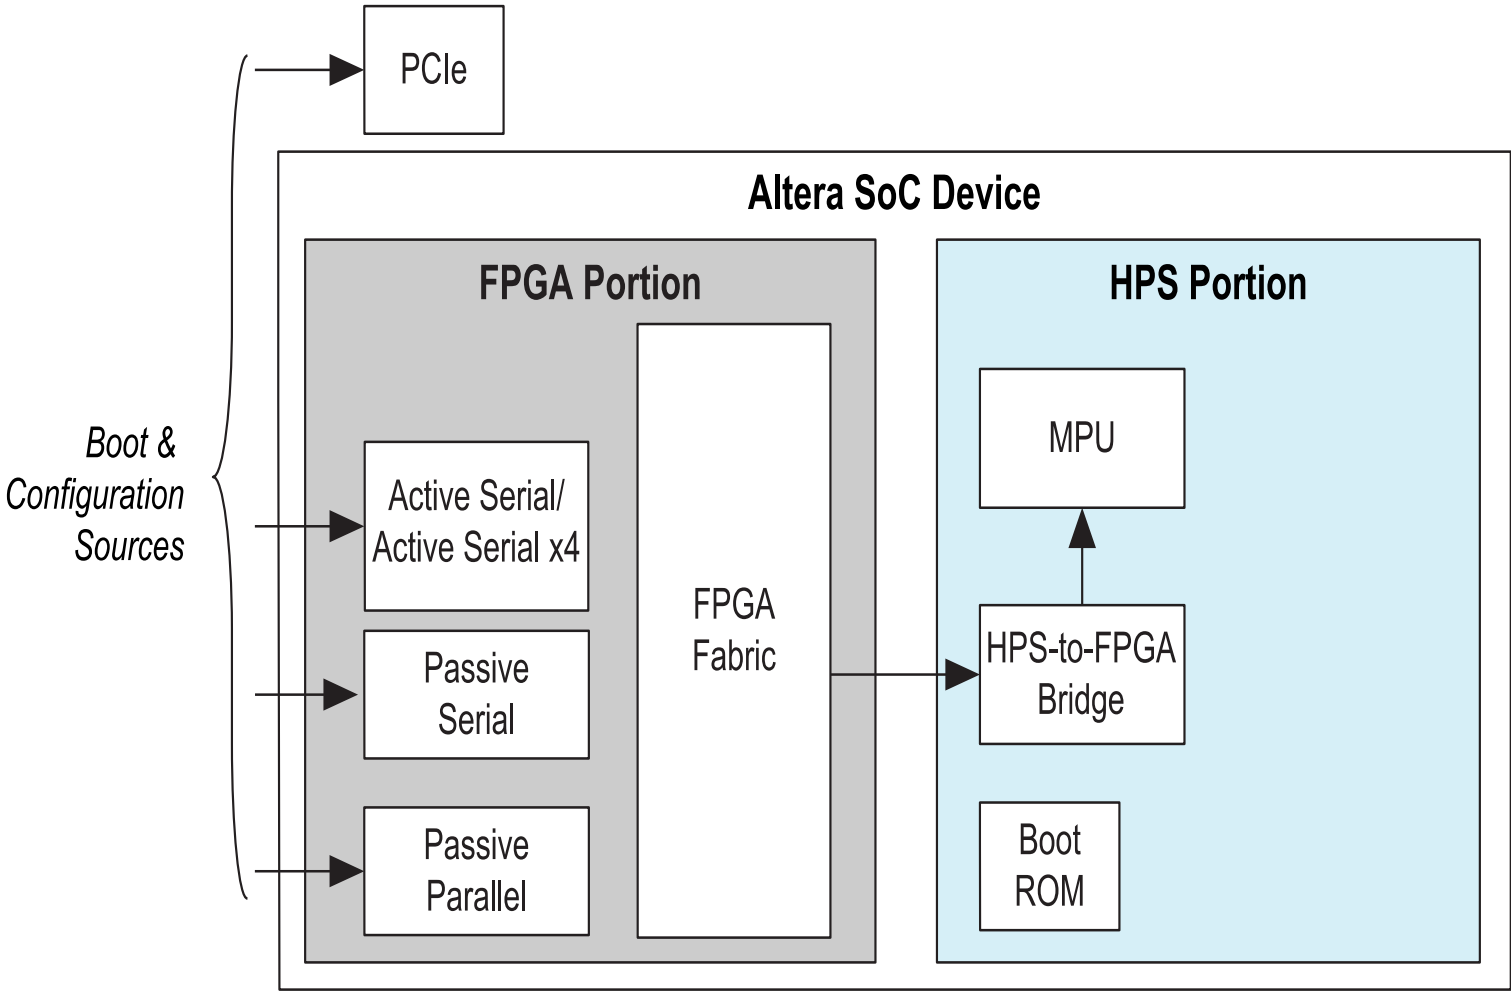 PCIe
Altera SoC Device
FPGA Portion
HPS Portion
Boot &
Configuration
Sources
Active Serial/
Active Serial x4
Passive
Serial
Passive
Parallel
FPGA
Fabric
MPU
HPS-to-FPGA
Bridge
Boot
ROM